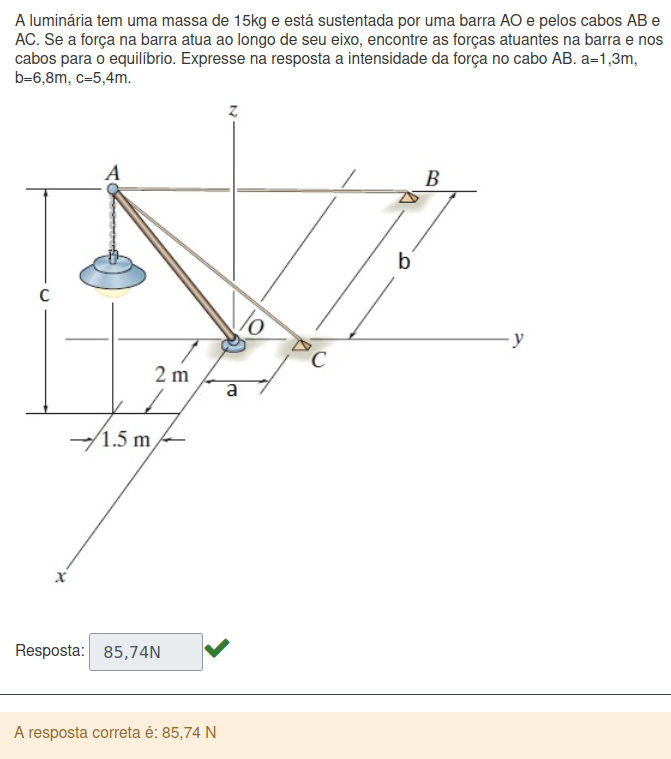 A luminária tem uma massa de 15kg e está sustentada por uma barra AO e pelos cabos AB e
AC. Se a força na barra atua ao longo de seu eixo, encontre as forças atuantes na barra e nos
cabos para o equilíbrio. Expresse na resposta a intensidade da força no cabo AB. a=1,3m,
b=6,8m, c=5,4m.
z
A
B
b
c
O
y
C
2 m
a
1.5 m
x
Resposta: 85,74N
A resposta correta é: 85,74 N